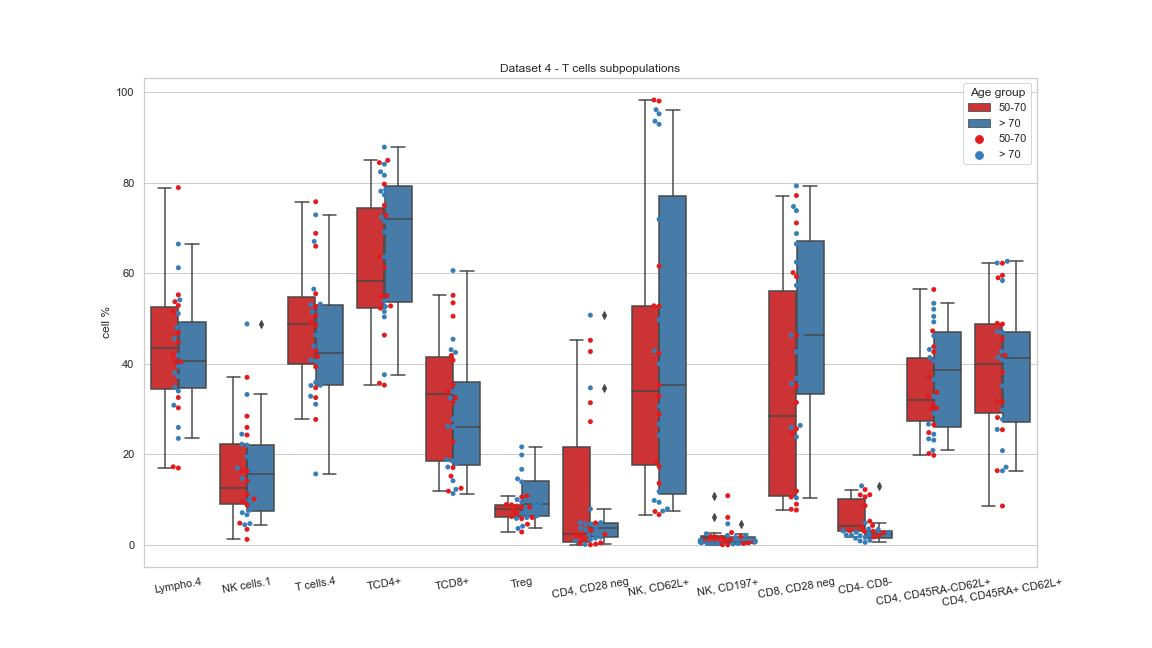 Dataset 4 - T cells subpopulations
Age group
50-70
> 70
50-70
> 70
cell %
100
80
60
40
20
0
Lympho.4
NK cells.1
T cells.4
TCD4+
TCD8+
Treg
CD4, CD28 neg
NK, CD62L+
NK, CD197+
CD8, CD28 neg
CD4- CD8-
CD4, CD45RA-CD62L+
CD4, CD45RA+ CD62L+